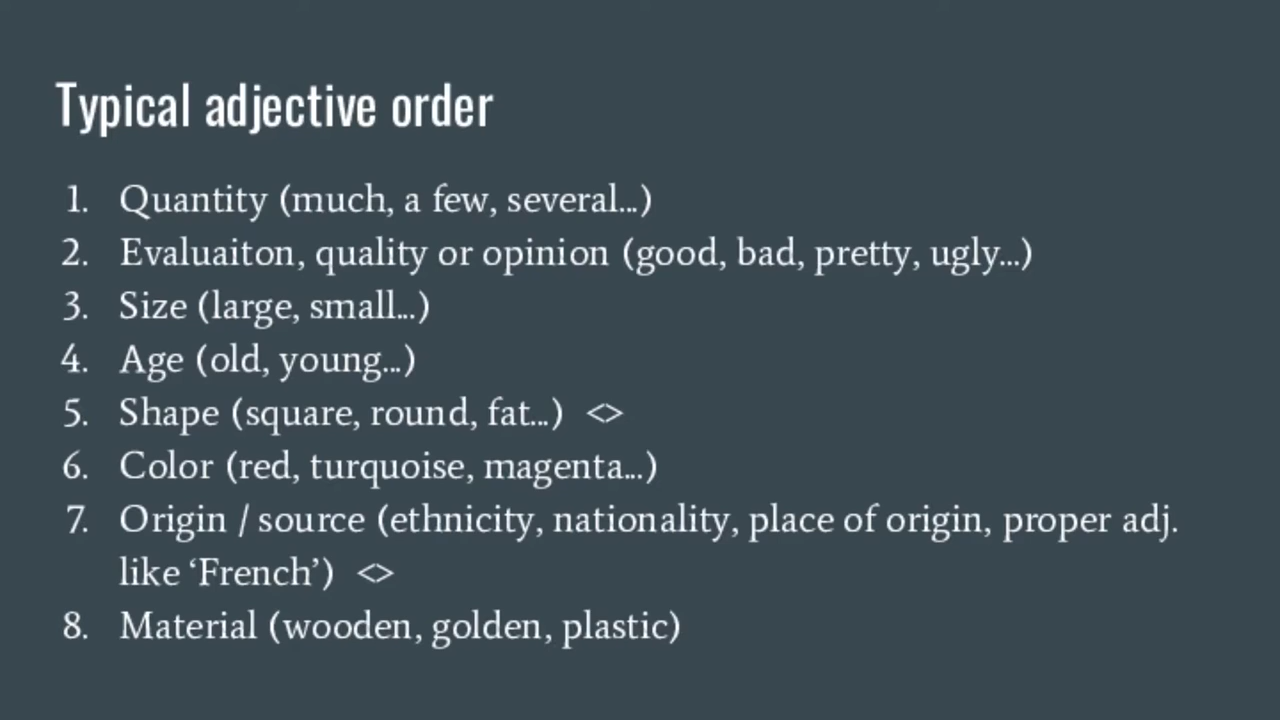 Typical adjective order
1. Quantity (much, a few, several...)
2. Evaluaiton, quality or opinion (good, bad, pretty, ugly...)
3. Size (large, small...)
4. Age (old, young...)
5. Shape (square, round, fat...) <>
6. Color (red, turquoise, magenta...)
7. Origin / source (ethnicity, nationality, place of origin, proper adj.
like ‘French’) <>
8. Material (wooden, golden, plastic)